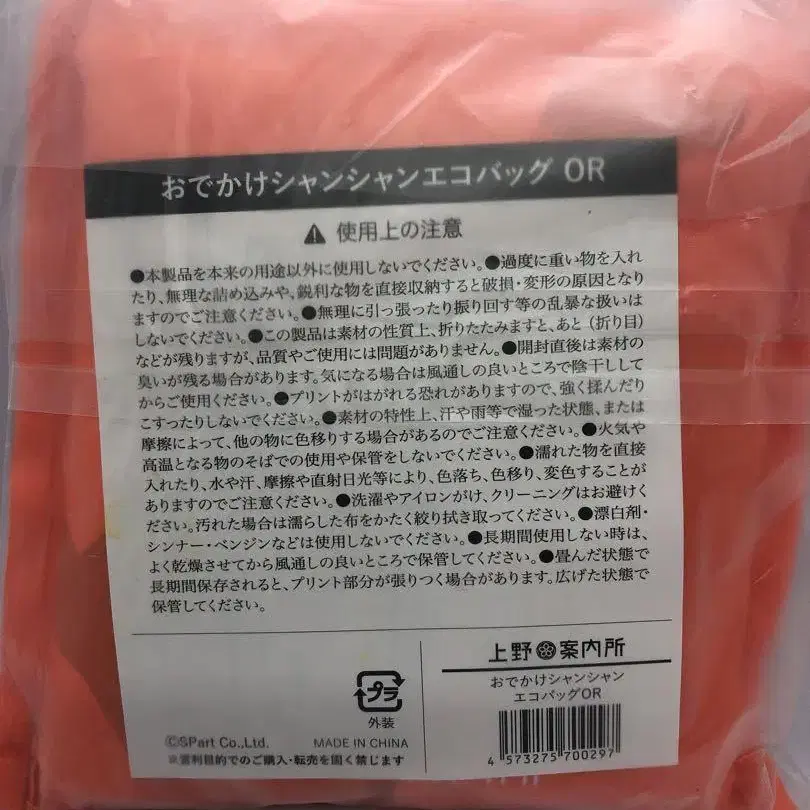 おでかけシャンシャンエコバッグ OR
使用上の注意
●本製品を本来の用途以外に使用しないでください。●過度に重い物を入れ
たり、無理な詰め込みや、鋭利な物を直接収納すると破損・変形の原因となり
ますのでご注意ください。●無理に引っ張ったり振り回す等の乱暴な扱いは
しないでください。●この製品は素材の性質上、折りたたみますと、あと（折り目）
などが残りますが、品質やご使用には問題がありません。●開封直後は素材の
臭いが残る場合があります。気になる場合は風通しの良いところで陰干しして
からご使用ください。●プリントがはがれる恐れがありますので、強く揉んだり
こすったりしないでください。●素材の特性上、汗や雨等で湿った状態、または
摩擦によって、他の物に色移りする場合があるのでご注意ください。●火気や
高温となる物のそばでの使用や保管をしないでください。●濡れた物を直接
入れたり、水や汗、摩擦や直射日光等により、色落ち、色移り、変色することが
ありますのでご注意ください。●洗濯やアイロンがけ、クリーニングはお避けく
ださい。汚れた場合は濡らした布をかたく絞り拭き取ってください。●漂白剤・
シンナー・ベンジンなどは使用しないでください。●長期間使用しない時は、
よく乾燥させてから風通しの良いところで保管してください。●畳んだ状態で
長期間保存されると、プリント部分が張りつく場合があります。広げた状態で
保管してください。
プラ
外装
©SPart Co.,Ltd. MADE IN CHINA
※営利目的でのご購入・転売を固く禁じます
上野案内所
おでかけシャンシャン
エコバッグOR
4 573275 700297